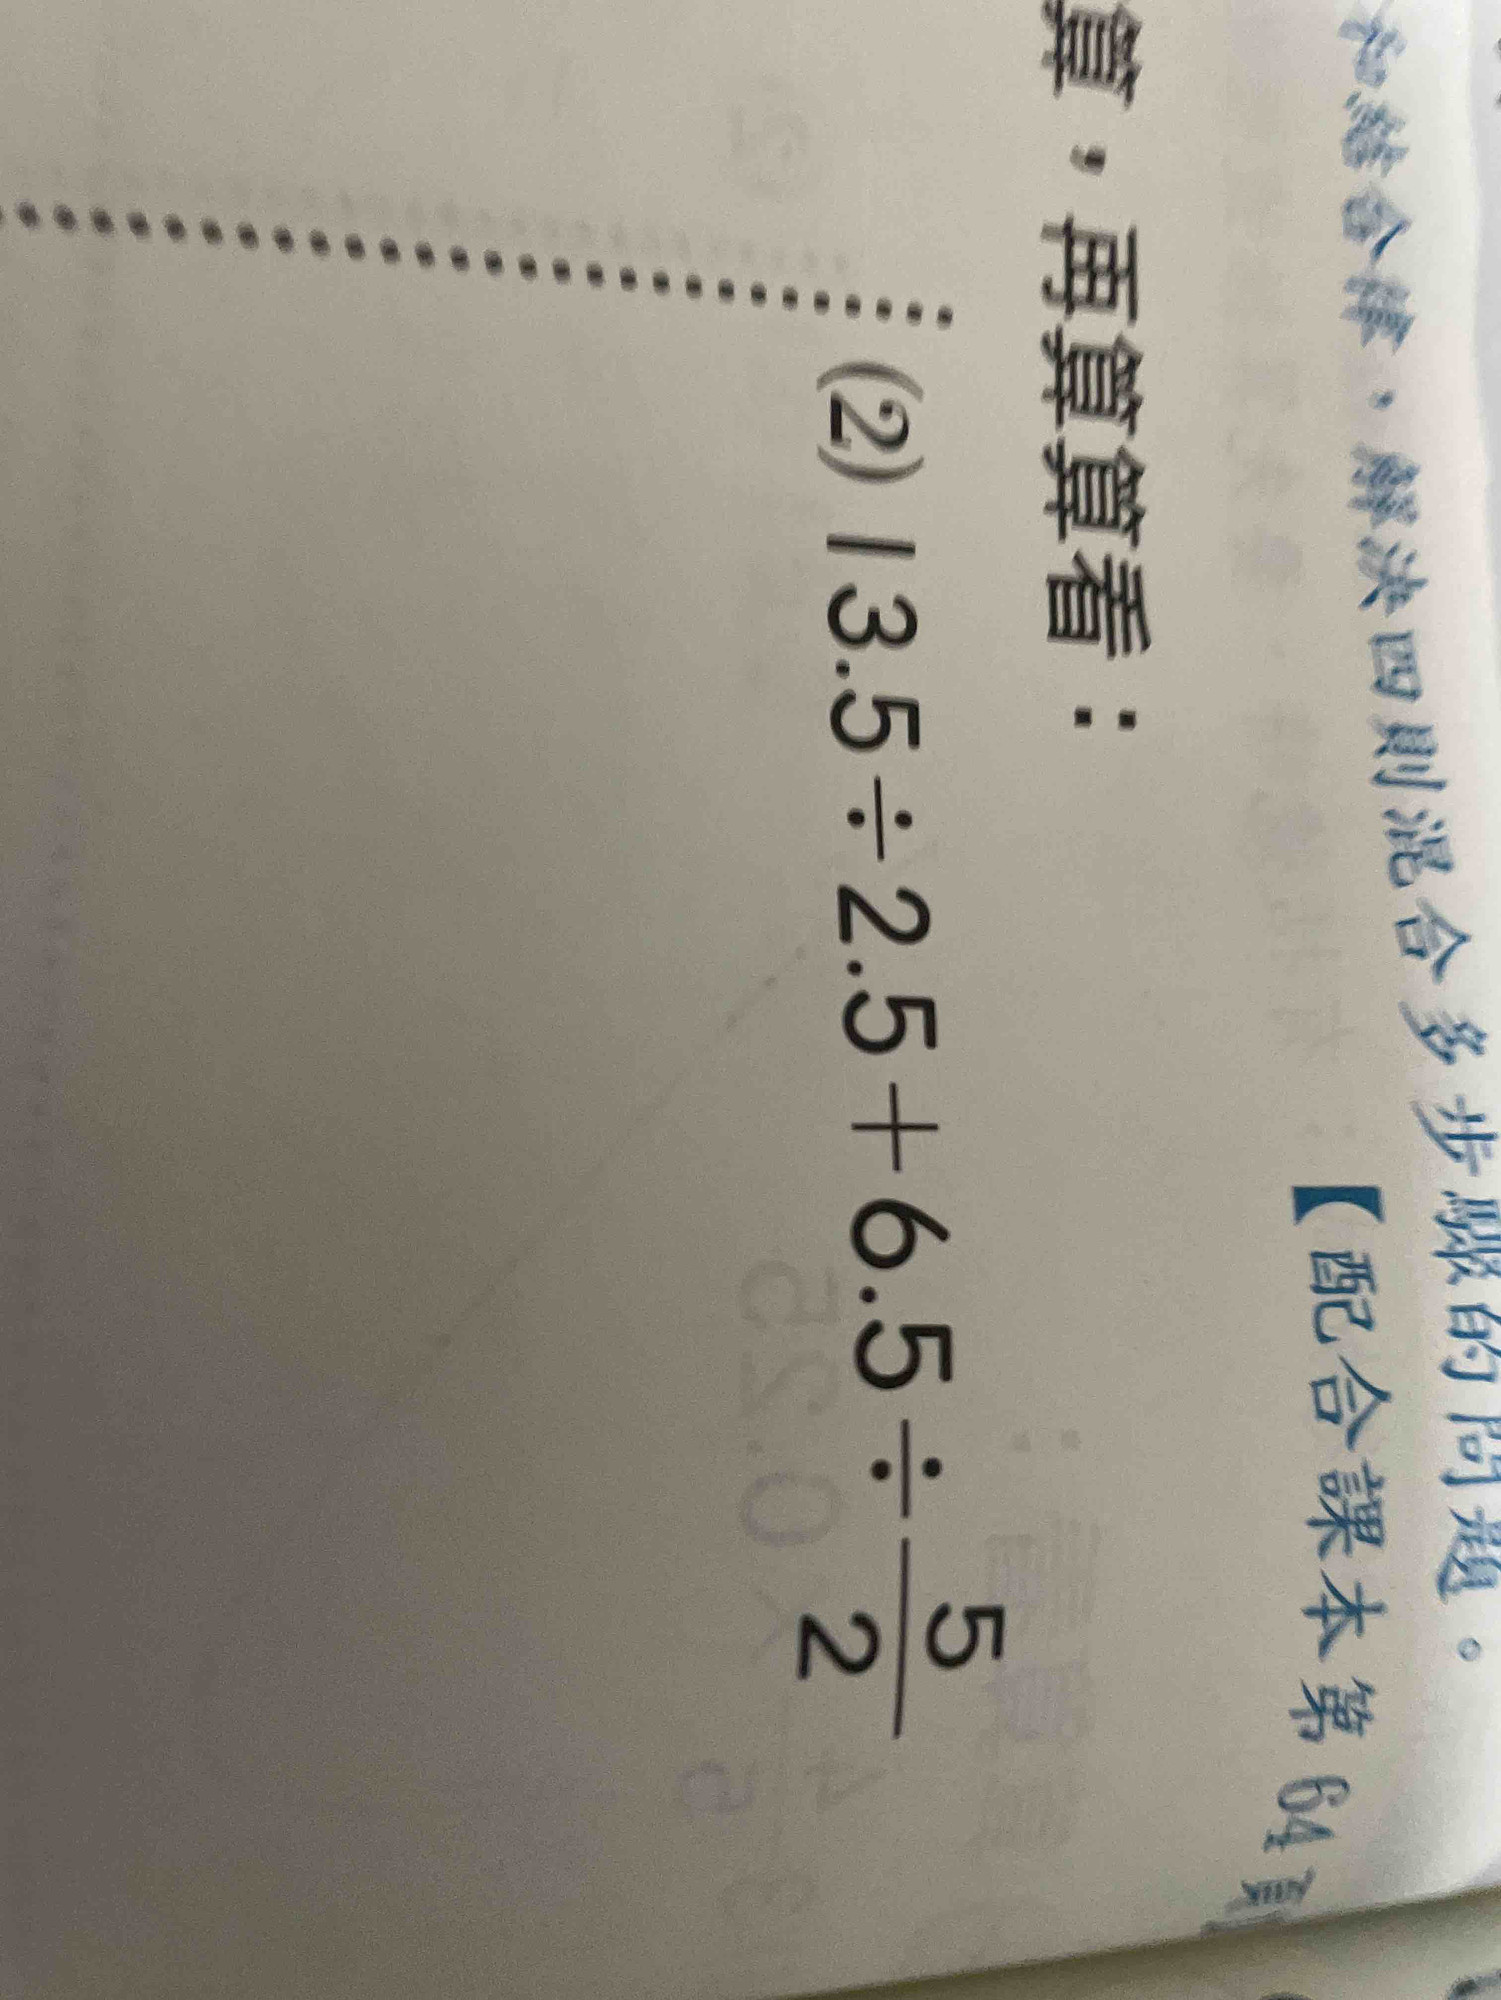 結合律，解決四則混合多步驟的問題。
【配合課本第64頁
算，再算算看：
(2) 13.5÷2.5＋6.5÷5/2